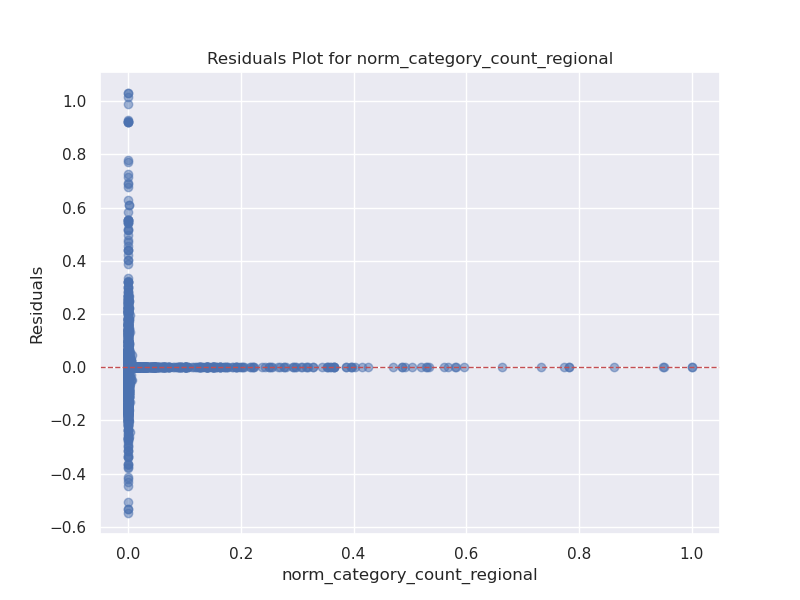 Residuals Plot for norm_category_count_regional
1.0
0.8
0.6
0.4
0.2
0.0
−0.2
−0.4
−0.6
Residuals
0.0 0.2 0.4 0.6 0.8 1.0
norm_category_count_regional